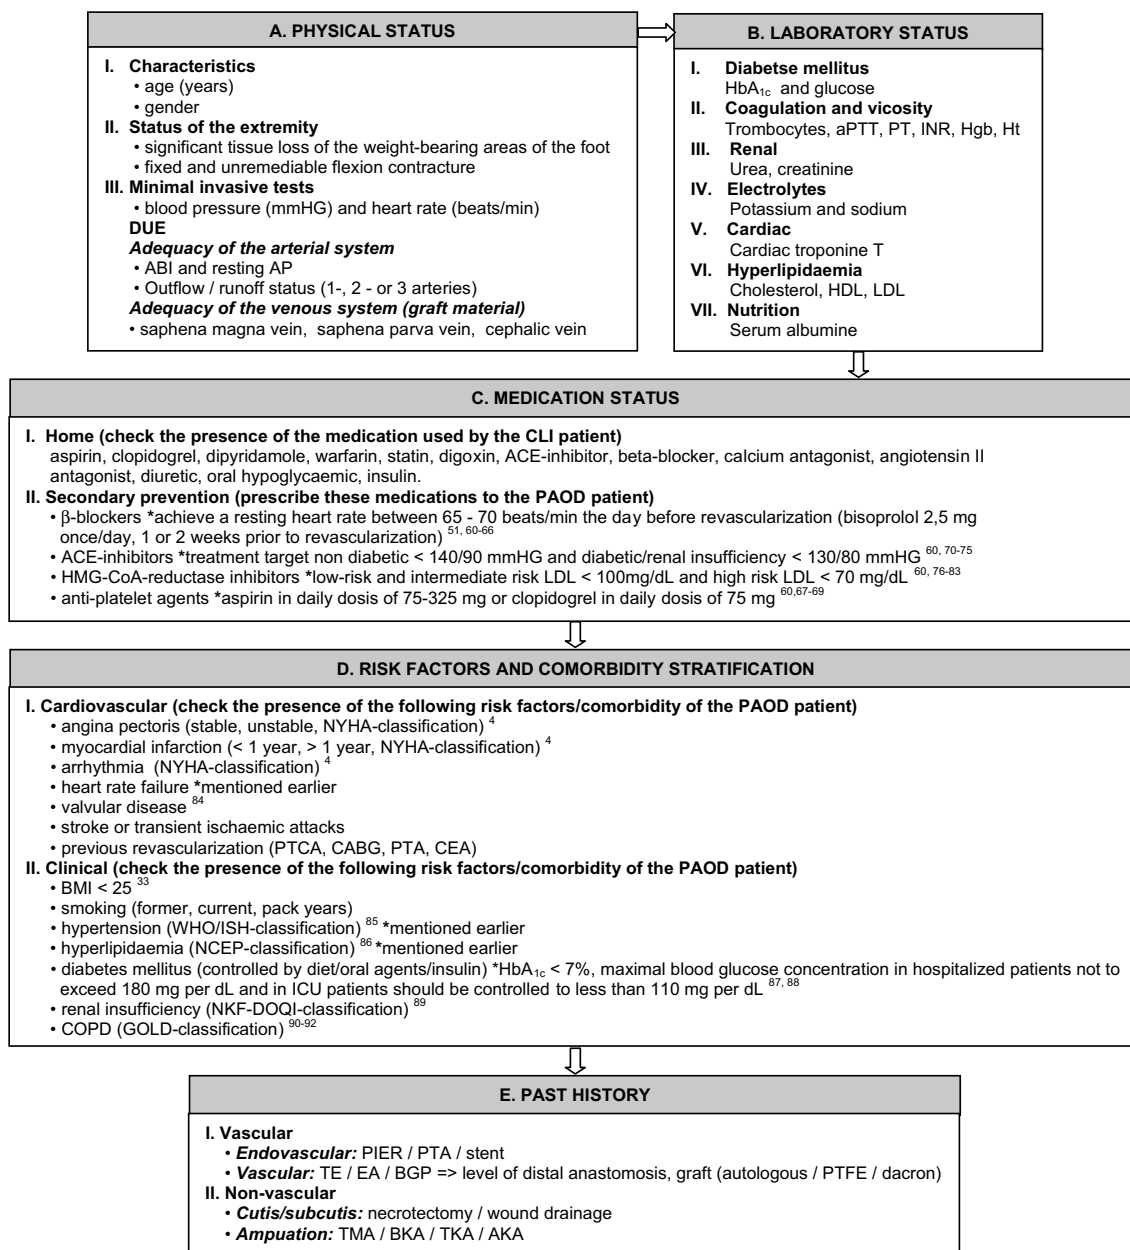 A. PHYSICAL STATUS
I. Characteristics
• age (years)
• gender
II. Status of the extremity
• significant tissue loss of the weight-bearing areas of the foot
• fixed and unremediable flexion contracture
III. Minimal invasive tests
• blood pressure (mmHG) and heart rate (beats/min)
DUE
Adequacy of the arterial system
• ABI and resting AP
• Outflow / runoff status (1-, 2 - or 3 arteries)
Adequacy of the venous system (graft material)
• saphena magna vein, saphena parva vein, cephalic vein
B. LABORATORY STATUS
I. Diabetse mellitus
HbA1c and glucose
II. Coagulation and vicosity
Trombocytes, aPTT, PT, INR, Hgb, Ht
III. Renal
Urea, creatinine
IV. Electrolytes
Potassium and sodium
V. Cardiac
Cardiac troponine T
VI. Hyperlipidaemia
Cholesterol, HDL, LDL
VII. Nutrition
Serum albumine
C. MEDICATION STATUS
I. Home (check the presence of the medication used by the CLI patient)
aspirin, clopidogrel, dipyridamole, warfarin, statin, digoxin, ACE-inhibitor, beta-blocker, calcium antagonist, angiotensin II
antagonist, diuretic, oral hypoglycaemic, insulin.
II. Secondary prevention (prescribe these medications to the PAOD patient)
• β-blockers *achieve a resting heart rate between 65 - 70 beats/min the day before revascularization (bisoprolol 2,5 mg
once/day, 1 or 2 weeks prior to revascularization) 51, 60-66
• ACE-inhibitors *treatment target non diabetic < 140/90 mmHG and diabetic/renal insufficiency < 130/80 mmHG 60, 70-75
• HMG-CoA-reductase inhibitors *low-risk and intermediate risk LDL < 100mg/dL and high risk LDL < 70 mg/dL 60, 76-83
• anti-platelet agents *aspirin in daily dosis of 75-325 mg or clopidogrel in daily dosis of 75 mg 60,67-69
D. RISK FACTORS AND COMORBIDITY STRATIFICATION
I. Cardiovascular (check the presence of the following risk factors/comorbidity of the PAOD patient)
• angina pectoris (stable, unstable, NYHA-classification) 4
• myocardial infarction (< 1 year, > 1 year, NYHA-classification) 4
• arrhythmia (NYHA-classification) 4
• heart rate failure *mentioned earlier
• valvular disease 84
• stroke or transient ischaemic attacks
• previous revascularization (PTCA, CABG, PTA, CEA)
II. Clinical (check the presence of the following risk factors/comorbidity of the PAOD patient)
• BMI < 25 33
• smoking (former, current, pack years)
• hypertension (WHO/ISH-classification) 85 *mentioned earlier
• hyperlipidaemia (NCEP-classification) 86 *mentioned earlier
• diabetes mellitus (controlled by diet/oral agents/insulin) *HbA1c < 7%, maximal blood glucose concentration in hospitalized patients not to
exceed 180 mg per dL and in ICU patients should be controlled to less than 110 mg per dL 87, 88
• renal insufficiency (NKF-DOQI-classification) 89
• COPD (GOLD-classification) 90-92
E. PAST HISTORY
I. Vascular
• Endovascular: PIER / PTA / stent
• Vascular: TE / EA / BGP => level of distal anastomosis, graft (autologous / PTFE / dacron)
II. Non-vascular
• Cutis/subcutis: necrotectomy / wound drainage
• Ampuation: TMA / BKA / TKA / AKA